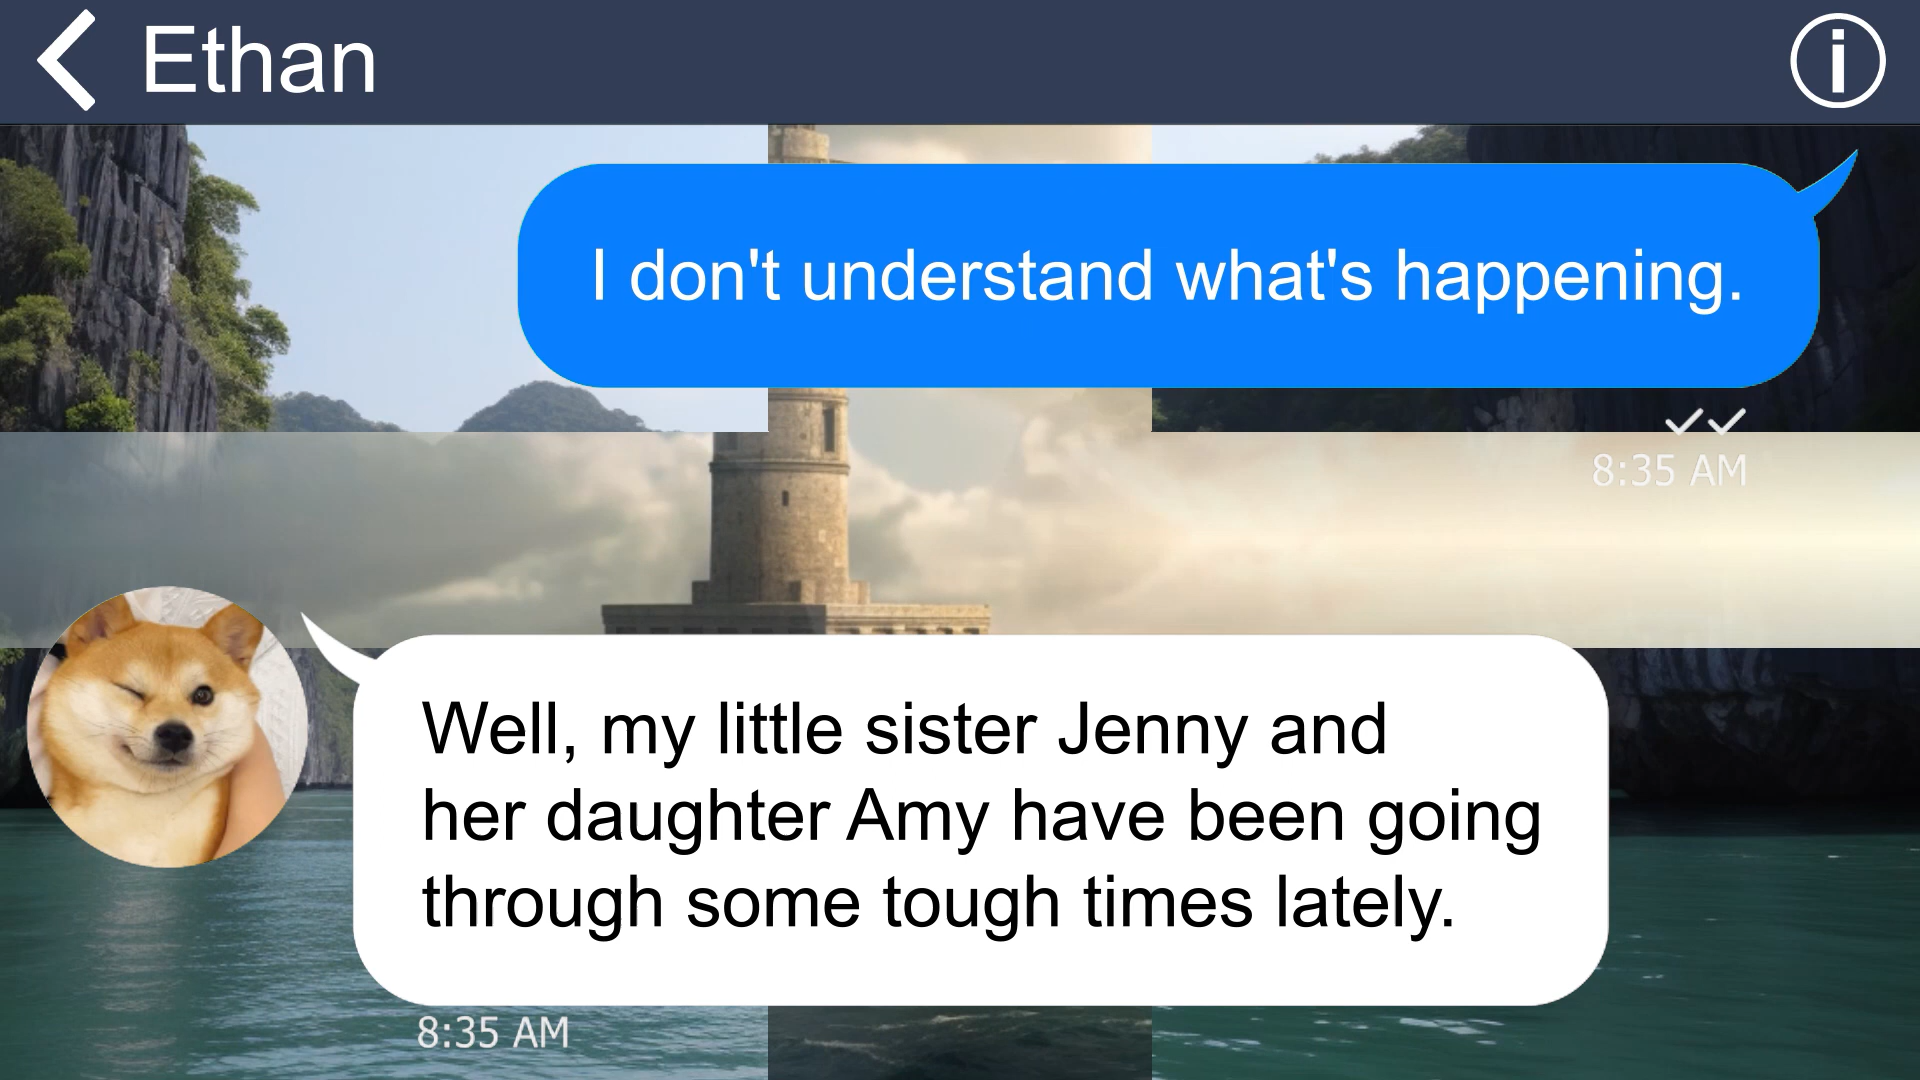 Ethan
I don't understand what's happening.
8:35 AM
Well, my little sister Jenny and
her daughter Amy have been going
through some tough times lately.
8:35 AM